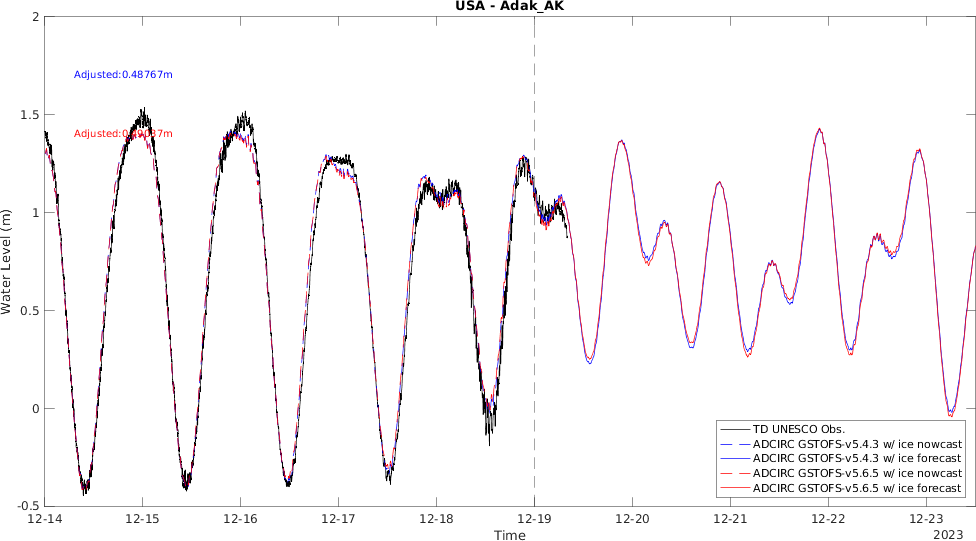 USA - Adak_AK
2
1.5
1
0.5
0
-0.5
Water Level (m)
Adjusted:0.48767m
12-14 12-15 12-16 12-17 12-18 12-19 12-20 12-21 12-22 12-23
Time
2023
TD UNESCO Obs.
ADCIRC GSTOFS-v5.4.3 w/ ice nowcast
ADCIRC GSTOFS-v5.4.3 w/ ice forecast
ADCIRC GSTOFS-v5.6.5 w/ ice nowcast
ADCIRC GSTOFS-v5.6.5 w/ ice forecast